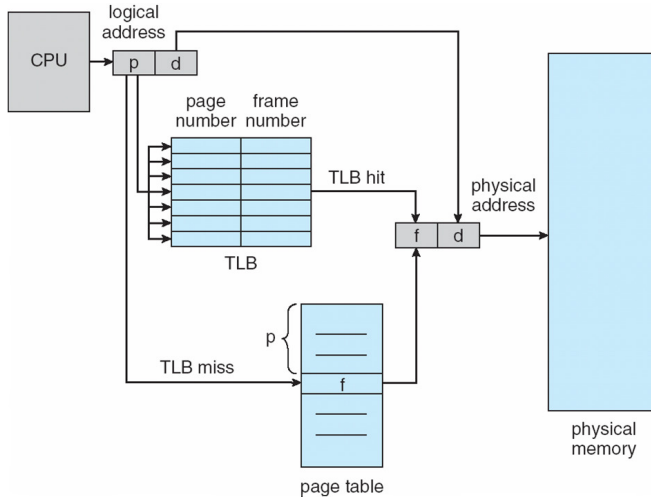 logical
address
CPU
p
d
page
number
frame
number
TLB hit
physical
address
f
d
TLB
p
TLB miss
f
physical
memory
page table